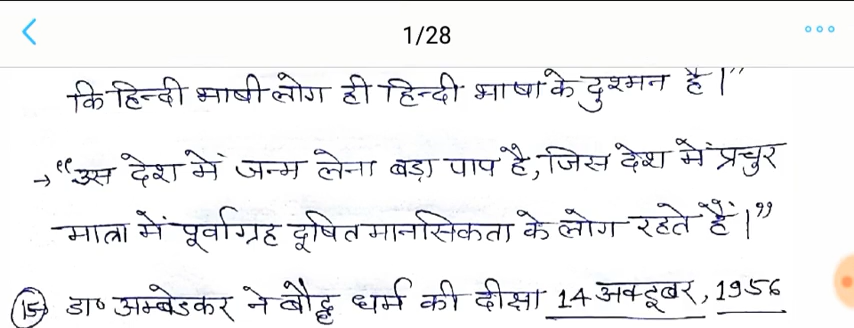 1/28
कि हिन्दी भाषी लोग ही हिन्दी भाषा के दुश्मन है।”
→ “उस देश में जन्म लेना बड़ा पाप है, जिस देश में प्रचुर
मात्रा में पूर्वाग्रह दूषित मानसिकता के लोग रहते हैं।”
15 डा० अम्बेडकर ने बौद्ध धर्म की दीक्षा 14 अक्टूबर, 1956